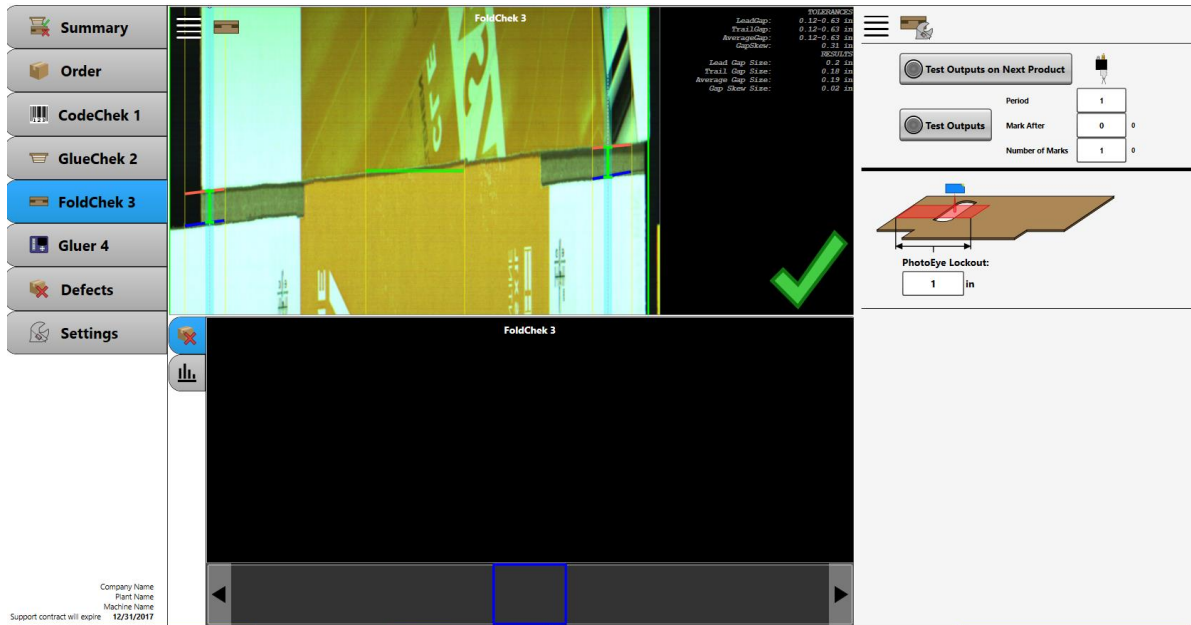 Summary
Order
CodeChek 1
GlueChek 2
FoldChek 3
Gluer 4
Defects
Settings
Company Name
Plant Name
Machine Name
Support contract will expire 12/31/2017
FoldChek 3
TOLERANCES
LeadGap: 0.12-0.63 in
TrailGap: 0.12-0.63 in
AverageGap: 0.12-0.63 in
GapSkew: 0.31 in
RESULTS
Lead Gap Size: 0.2 in
Trail Gap Size: 0.18 in
Average Gap Size: 0.19 in
Gap Skew Size: 0.02 in
FoldChek 3
Test Outputs on Next Product
Test Outputs
Period 1
Mark After 0 0
Number of Marks 1 0
PhotoEye Lockout:
1 in